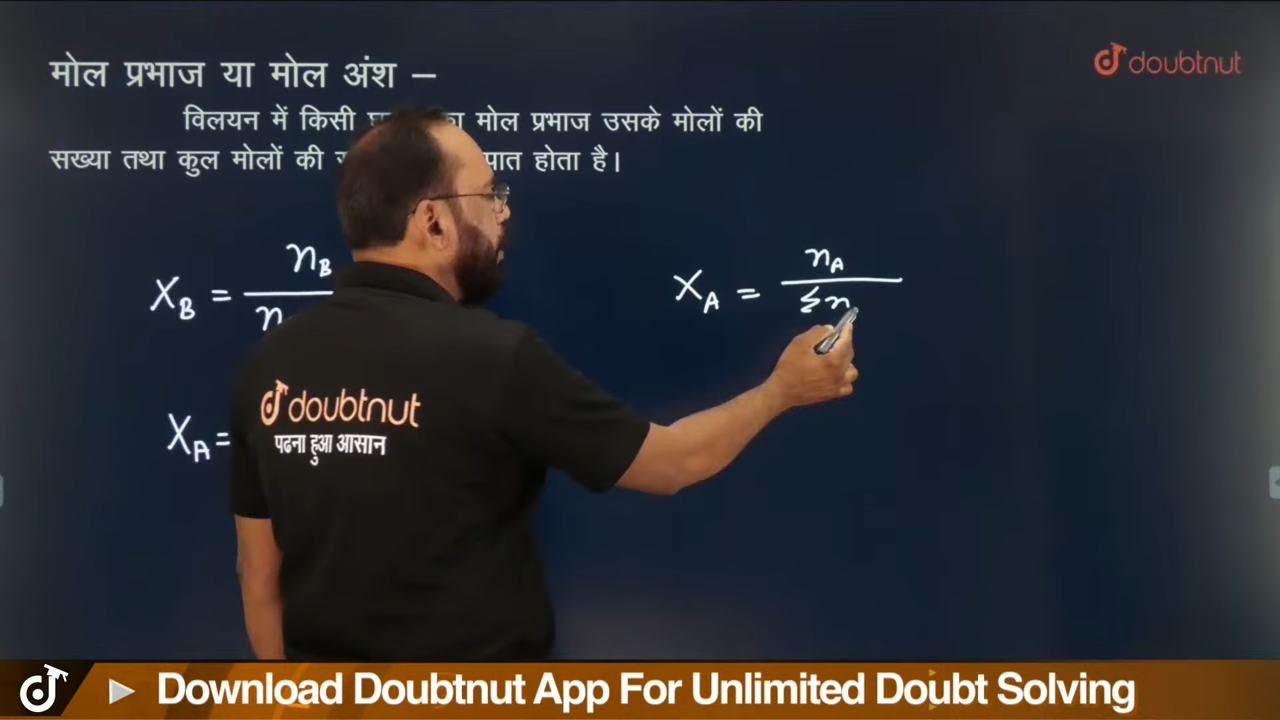 मोल प्रभाज या मोल अंश –
doubtnut
विलयन में किसी का मोल प्रभाज उसके मोलों की
सख्या तथा कुल मोलों की होता है।
X_B = n_B / n
X_A = n_A / Σn
X_A =
doubtnut
पढना हुआ आसान
Download Doubtnut App For Unlimited Doubt Solving